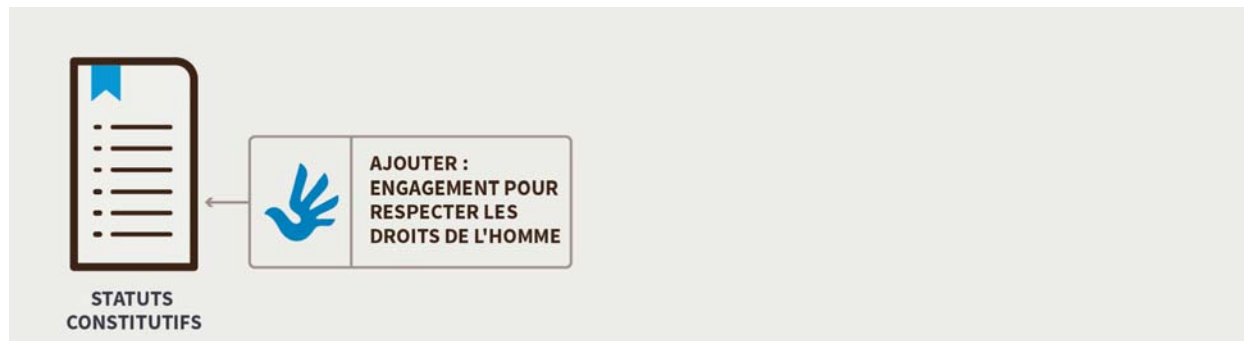 AJOUTER :
ENGAGEMENT POUR
RESPECTER LES
DROITS DE L'HOMME
STATUTS
CONSTITUTIFS